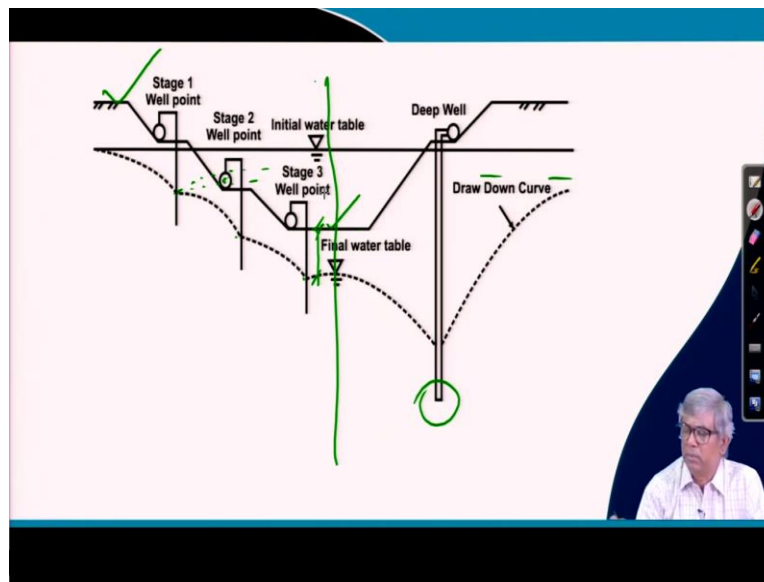 Stage 1
Well point
Stage 2
Well point
Initial water table
Deep Well
Stage 3
Well point
Draw Down Curve
Final water table